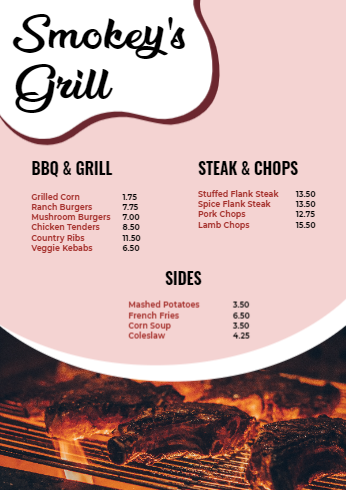 Smokey's
Grill
BBQ & GRILL
Grilled Corn 1.75
Ranch Burgers 7.75
Mushroom Burgers 7.00
Chicken Tenders 8.50
Country Ribs 11.50
Veggie Kebabs 6.50
STEAK & CHOPS
Stuffed Flank Steak 13.50
Spice Flank Steak 13.50
Pork Chops 12.75
Lamb Chops 15.50
SIDES
Mashed Potatoes 3.50
French Fries 6.50
Corn Soup 3.50
Coleslaw 4.25